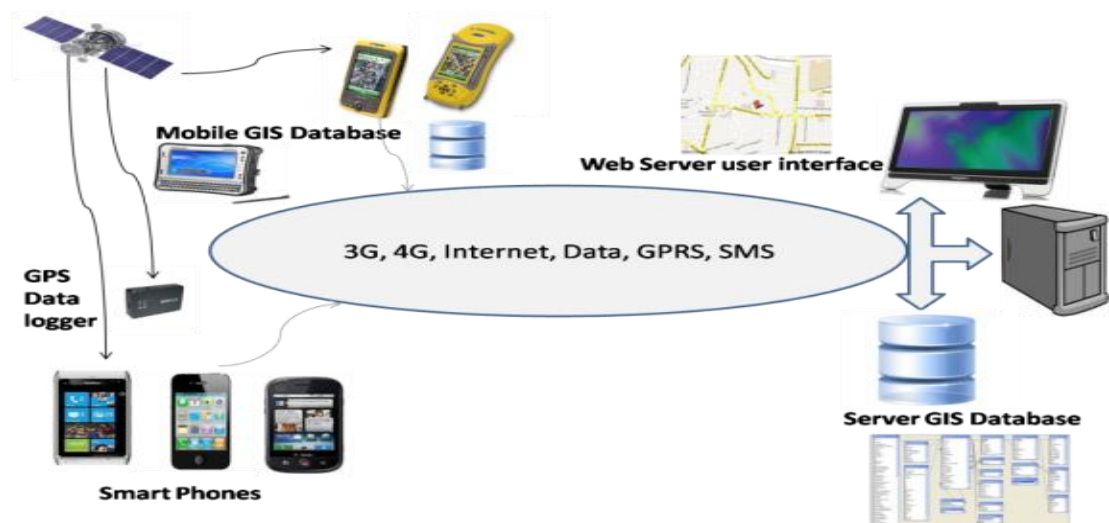 Mobile GIS Database
Web Server user interface
3G, 4G, Internet, Data, GPRS, SMS
GPS
Data
logger
Server GIS Database
Smart Phones